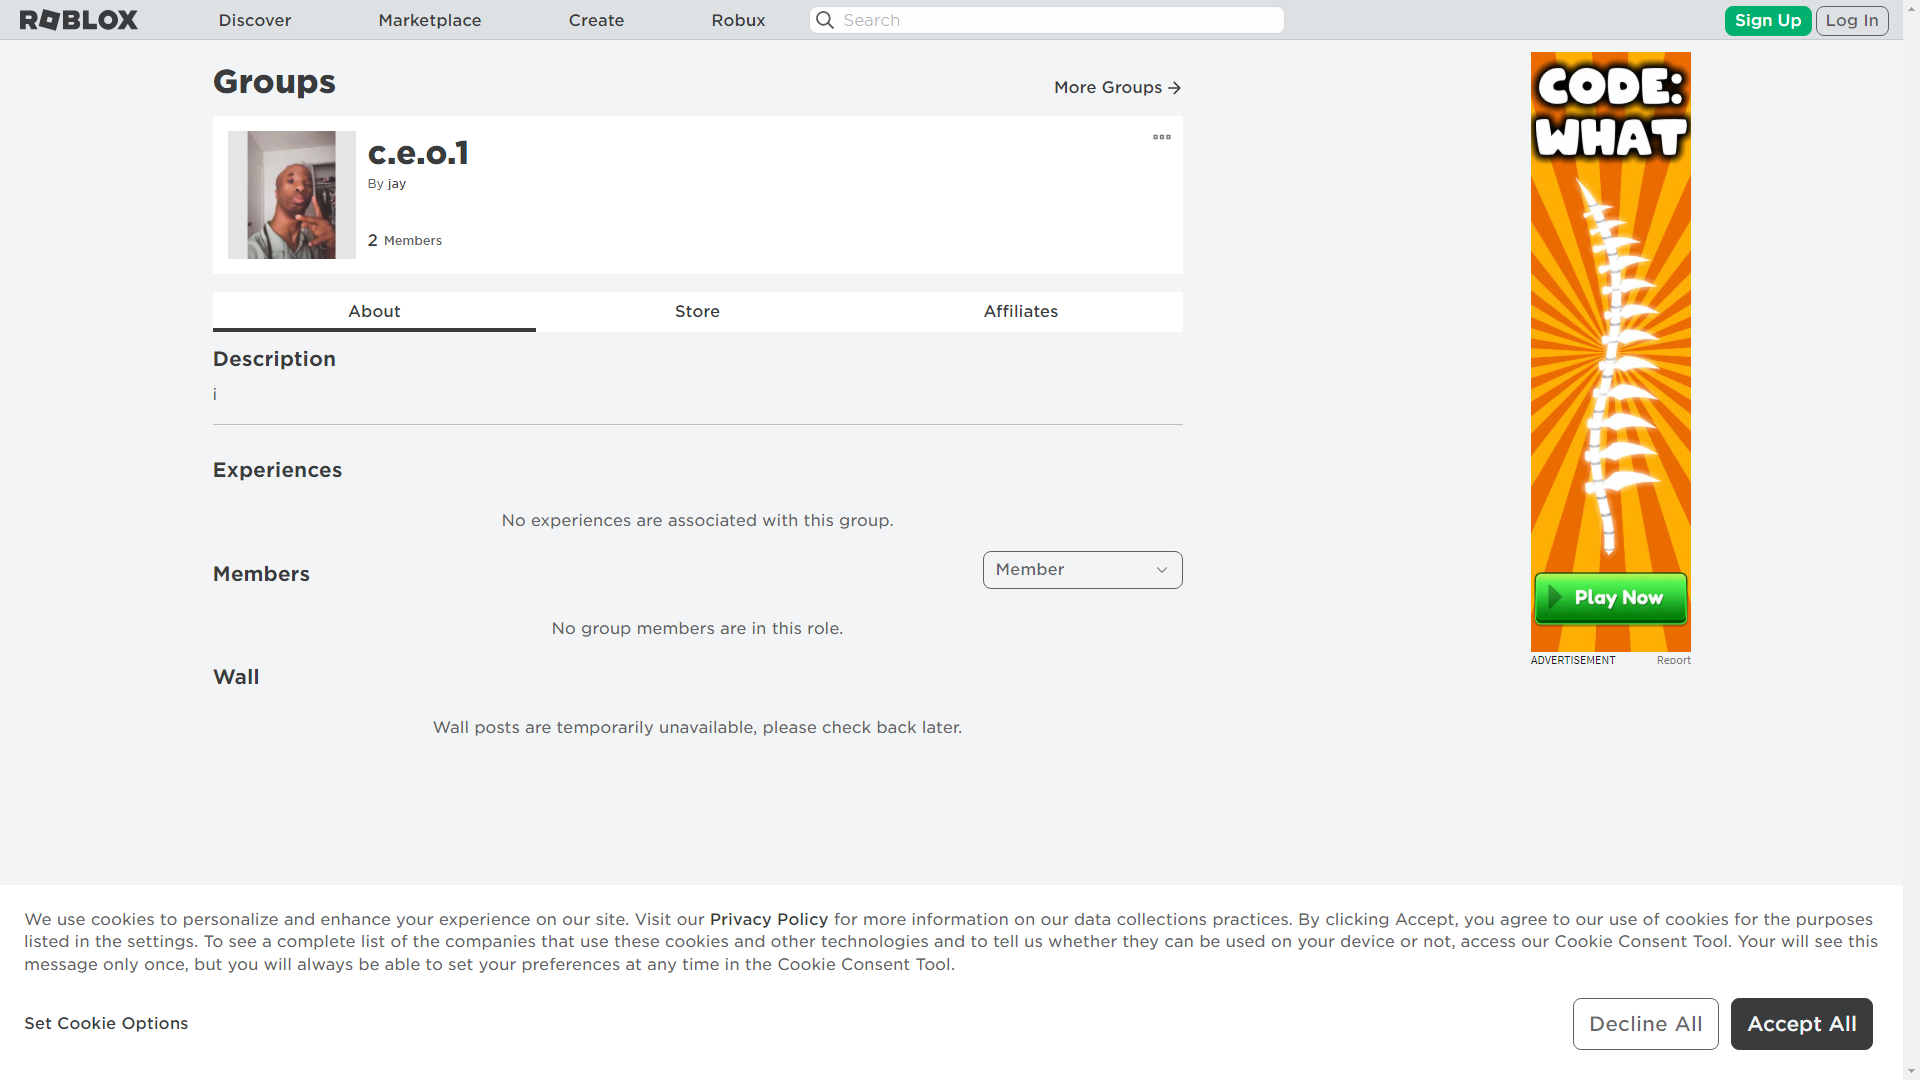 ROBLOX Discover Marketplace Create Robux Search Sign Up Log In
Groups
More Groups
c.e.o.1
By jay
2 Members
About Store Affiliates
Description
i
Experiences
No experiences are associated with this group.
Members
Member
No group members are in this role.
Wall
Wall posts are temporarily unavailable, please check back later.
CODE:
WHAT
Play Now
ADVERTISEMENT Report
We use cookies to personalize and enhance your experience on our site. Visit our Privacy Policy for more information on our data collections practices. By clicking Accept, you agree to our use of cookies for the purposes
listed in the settings. To see a complete list of the companies that use these cookies and other technologies and to tell us whether they can be used on your device or not, access our Cookie Consent Tool. Your will see this
message only once, but you will always be able to set your preferences at any time in the Cookie Consent Tool.
Set Cookie Options
Decline All
Accept All